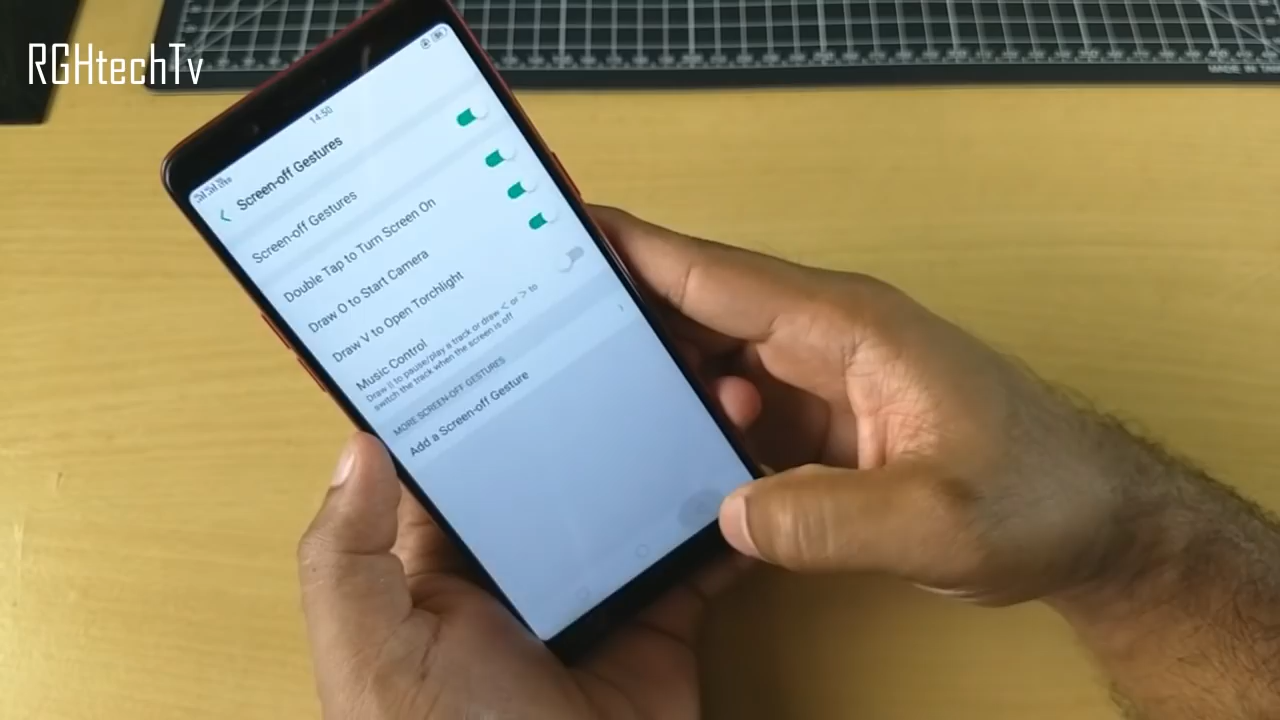 RGHtechTv
MADE IN
14:50
Screen-off Gestures
Screen-off Gestures
Double Tap to Turn Screen On
Draw O to Start Camera
Draw V to Open Torchlight
Music Control
Draw || to pause/play a track or draw < or > to
switch the track when the screen is off.
MORE SCREEN-OFF GESTURES
Add a Screen-off Gesture